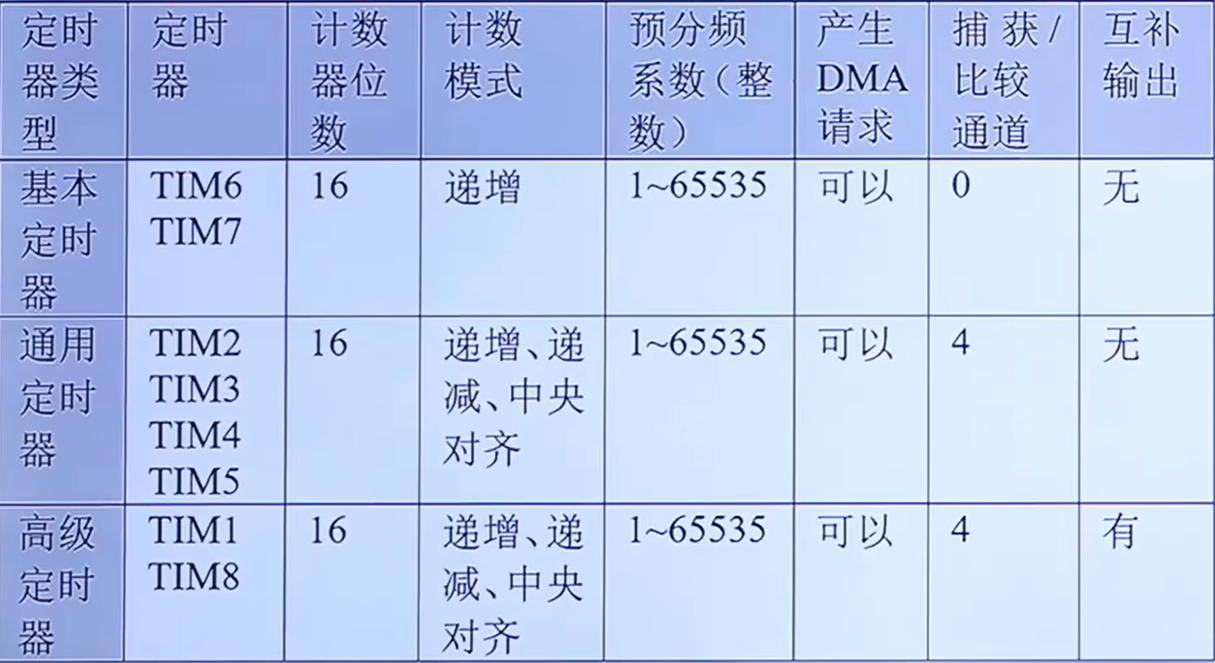 定时
器类
型
定时
器
计数
器位
数
计数
模式
预分频
系数（整
数）
产生
DMA
请求
捕 获 /
比较
通道
互补
输出
基本
定时
器
TIM6
TIM7
16
递增
1~65535
可以
0
无
通用
定时
器
TIM2
TIM3
TIM4
TIM5
16
递增、递
减、中央
对齐
1~65535
可以
4
无
高级
定时
器
TIM1
TIM8
16
递增、递
减、中央
对齐
1~65535
可以
4
有